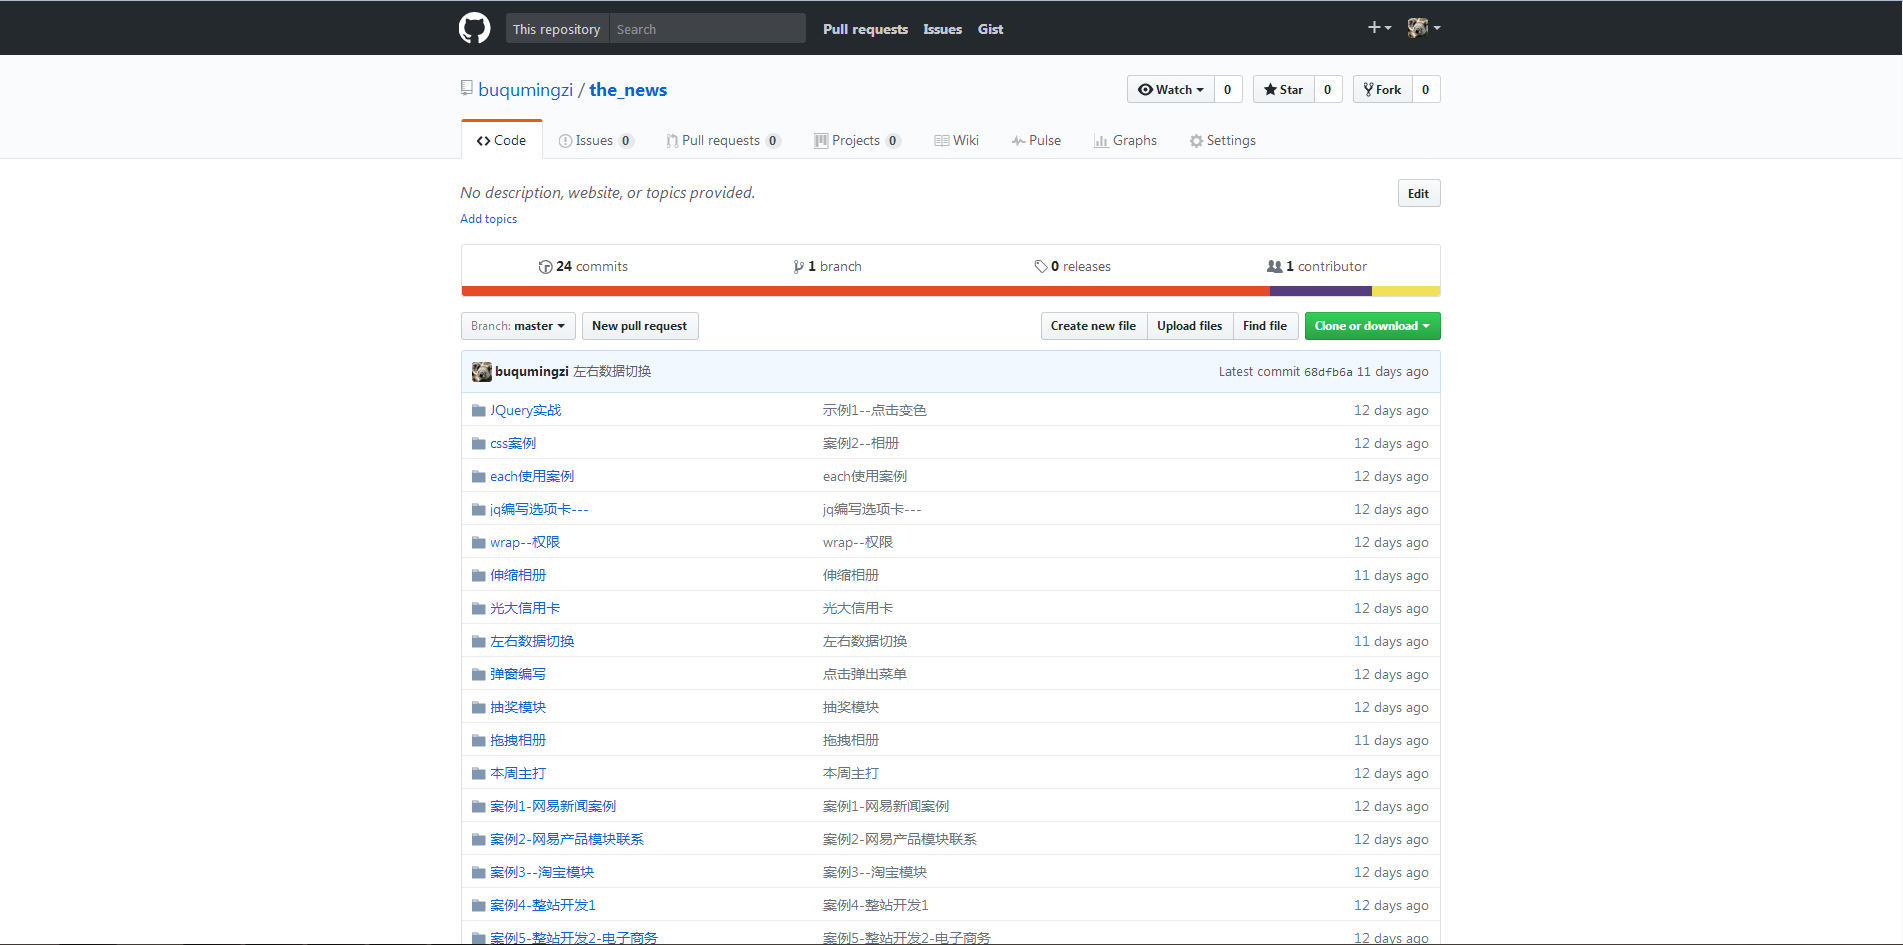 This repository Search Pull requests Issues Gist
buqumingzi / the_news Watch 0 Star 0 Fork 0
Code Issues 0 Pull requests 0 Projects 0 Wiki Pulse Graphs Settings
No description, website, or topics provided. Edit
Add topics
24 commits 1 branch 0 releases 1 contributor
Branch: master New pull request Create new file Upload files Find file Clone or download
buqumingzi 左右数据切换 Latest commit 68dfb6a 11 days ago
JQuery实战 示例1--点击变色 12 days ago
css案例 案例2--相册 12 days ago
each使用案例 each使用案例 12 days ago
jq编写选项卡--- jq编写选项卡--- 12 days ago
wrap--权限 wrap--权限 12 days ago
伸缩相册 伸缩相册 11 days ago
光大信用卡 光大信用卡 12 days ago
左右数据切换 左右数据切换 11 days ago
弹窗编写 点击弹出菜单 12 days ago
抽奖模块 抽奖模块 12 days ago
拖拽相册 拖拽相册 11 days ago
本周主打 本周主打 12 days ago
案例1-网易新闻案例 案例1-网易新闻案例 12 days ago
案例2-网易产品模块联系 案例2-网易产品模块联系 12 days ago
案例3--淘宝模块 案例3--淘宝模块 12 days ago
案例4-整站开发1 案例4-整站开发1 12 days ago
案例5-整站开发2-电子商务 案例5-整站开发2-电子商务 12 days ago